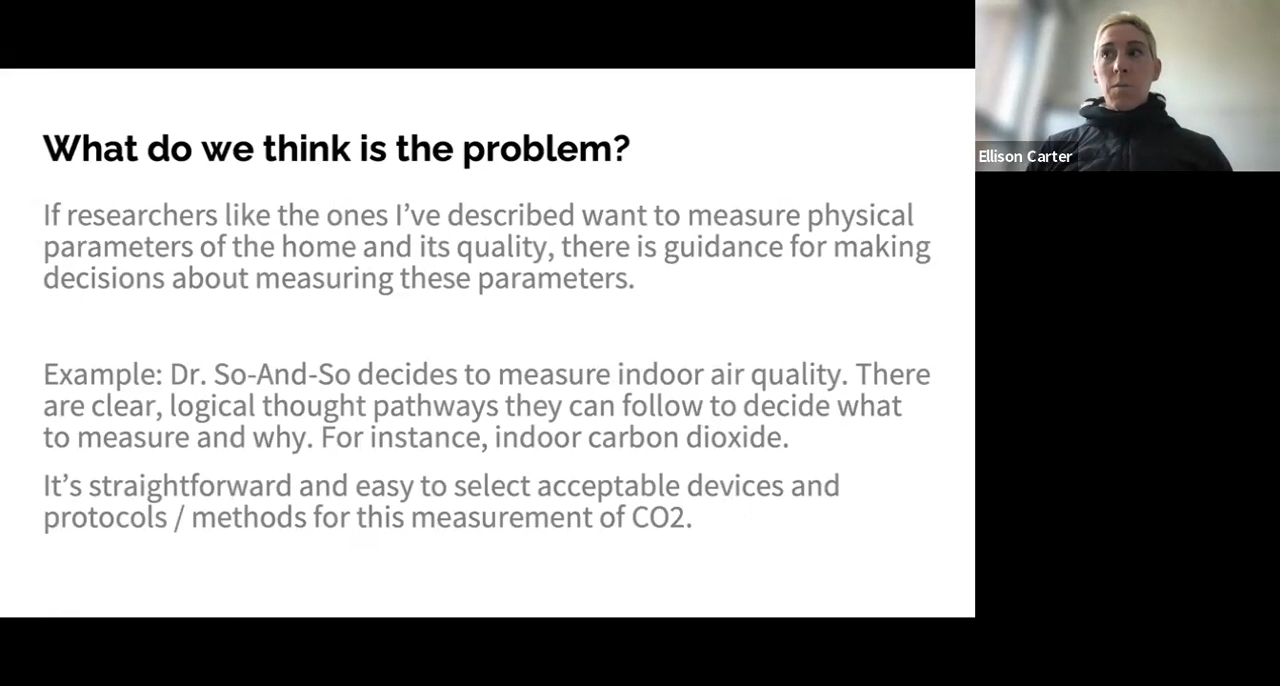 What do we think is the problem?
If researchers like the ones I’ve described want to measure physical
parameters of the home and its quality, there is guidance for making
decisions about measuring these parameters.
Example: Dr. So-And-So decides to measure indoor air quality. There
are clear, logical thought pathways they can follow to decide what
to measure and why. For instance, indoor carbon dioxide.
It’s straightforward and easy to select acceptable devices and
protocols / methods for this measurement of CO2.
Ellison Carter